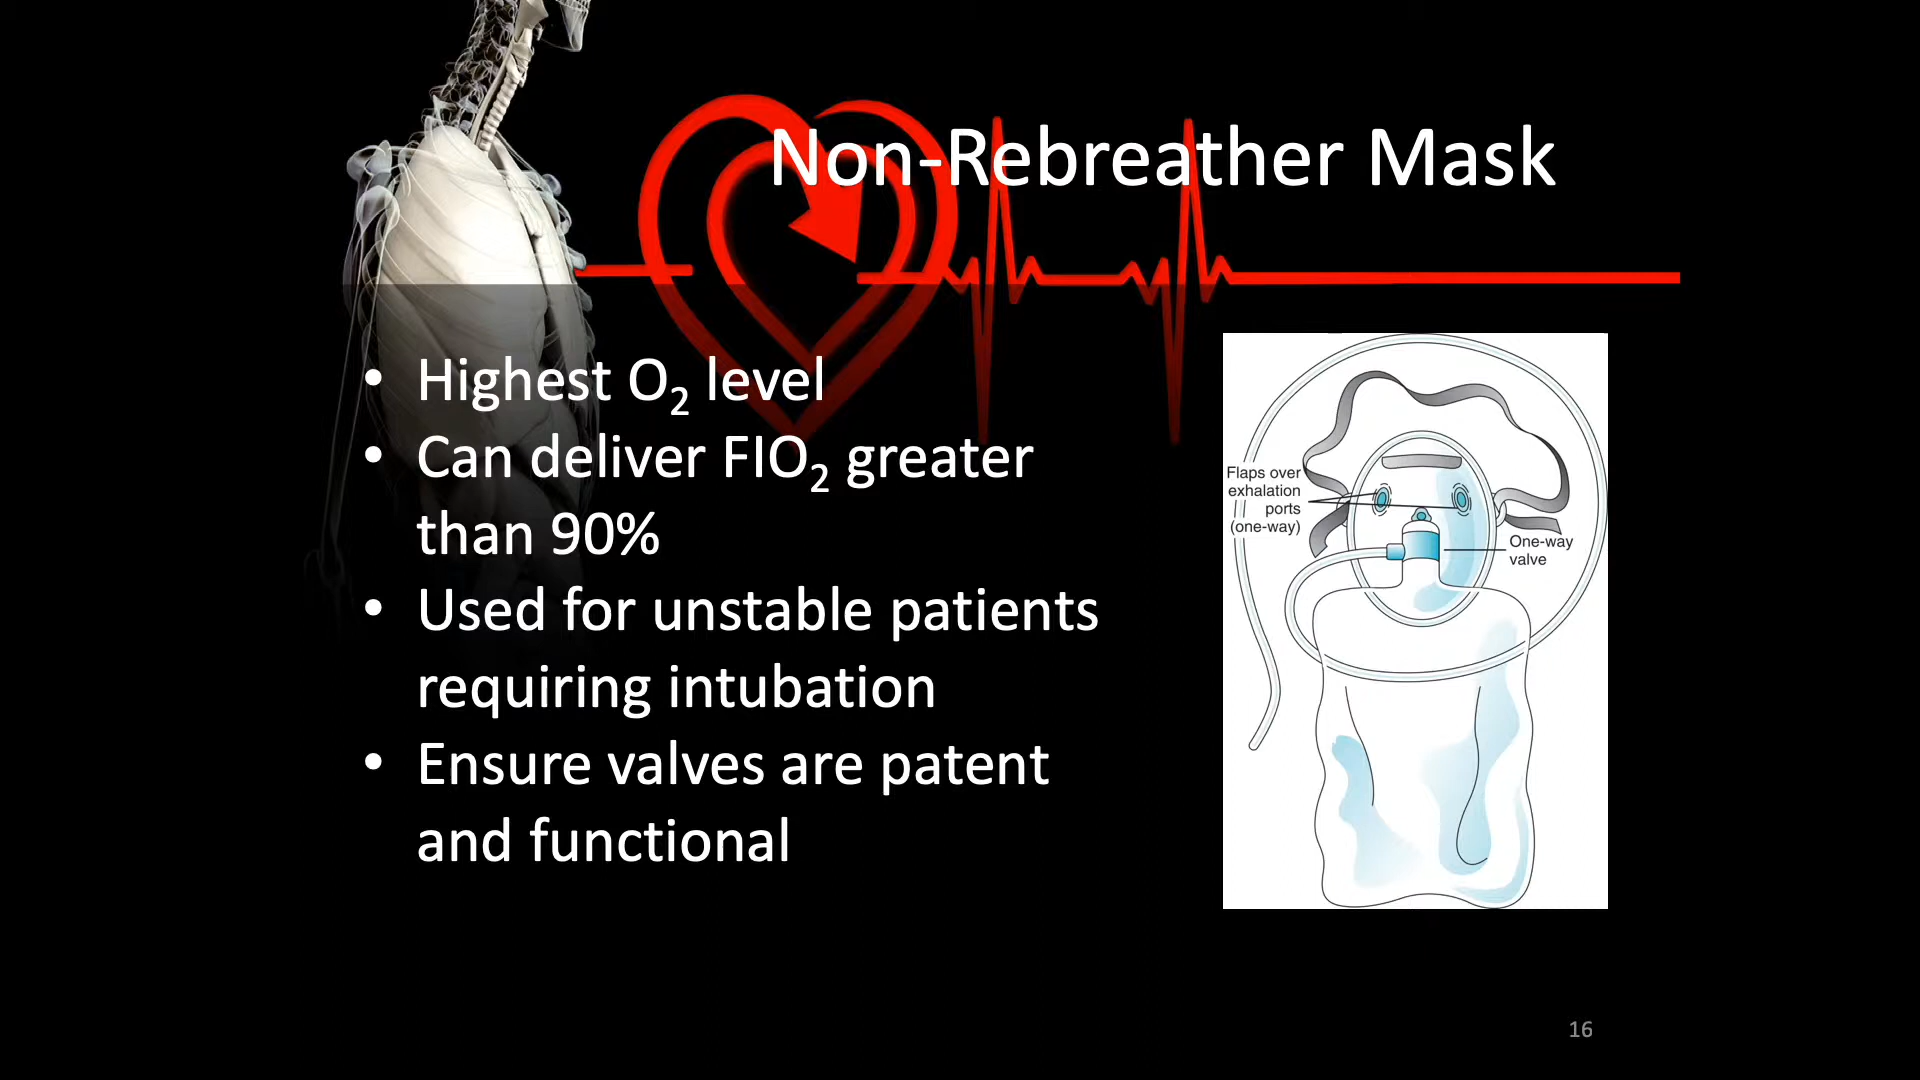 Non-Rebreather Mask
• Highest O₂ level
• Can deliver FIO₂ greater
than 90%
• Used for unstable patients
requiring intubation
• Ensure valves are patent
and functional
Flaps over
exhalation
ports
(one-way)
One-way
valve
16